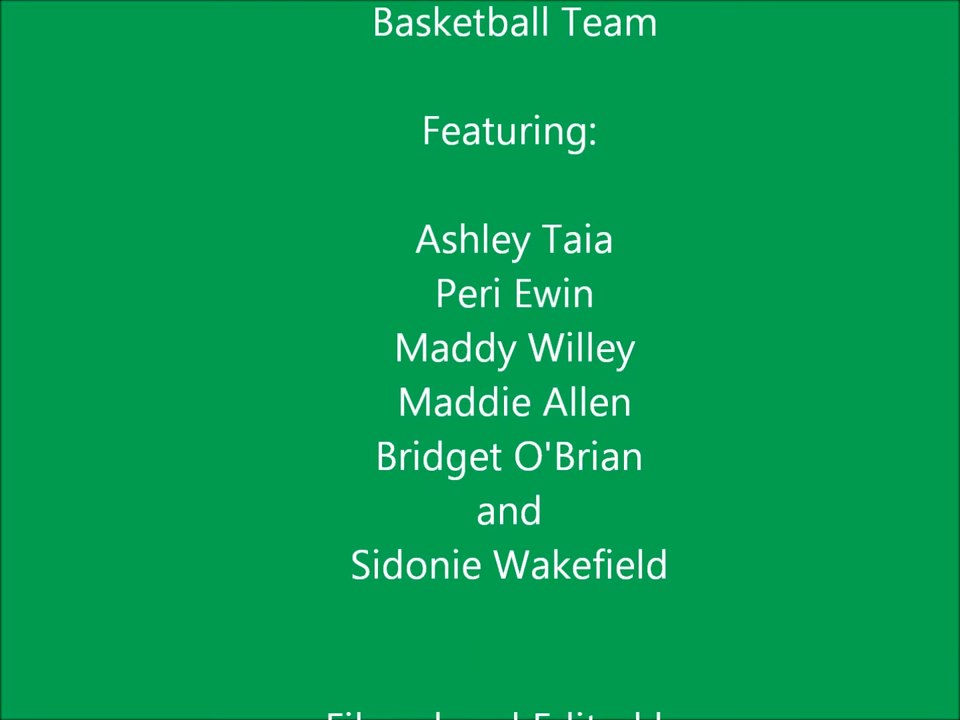 Basketball Team
Featuring:
Ashley Taia
Peri Ewin
Maddy Willey
Maddie Allen
Bridget O'Brian
and
Sidonie Wakefield